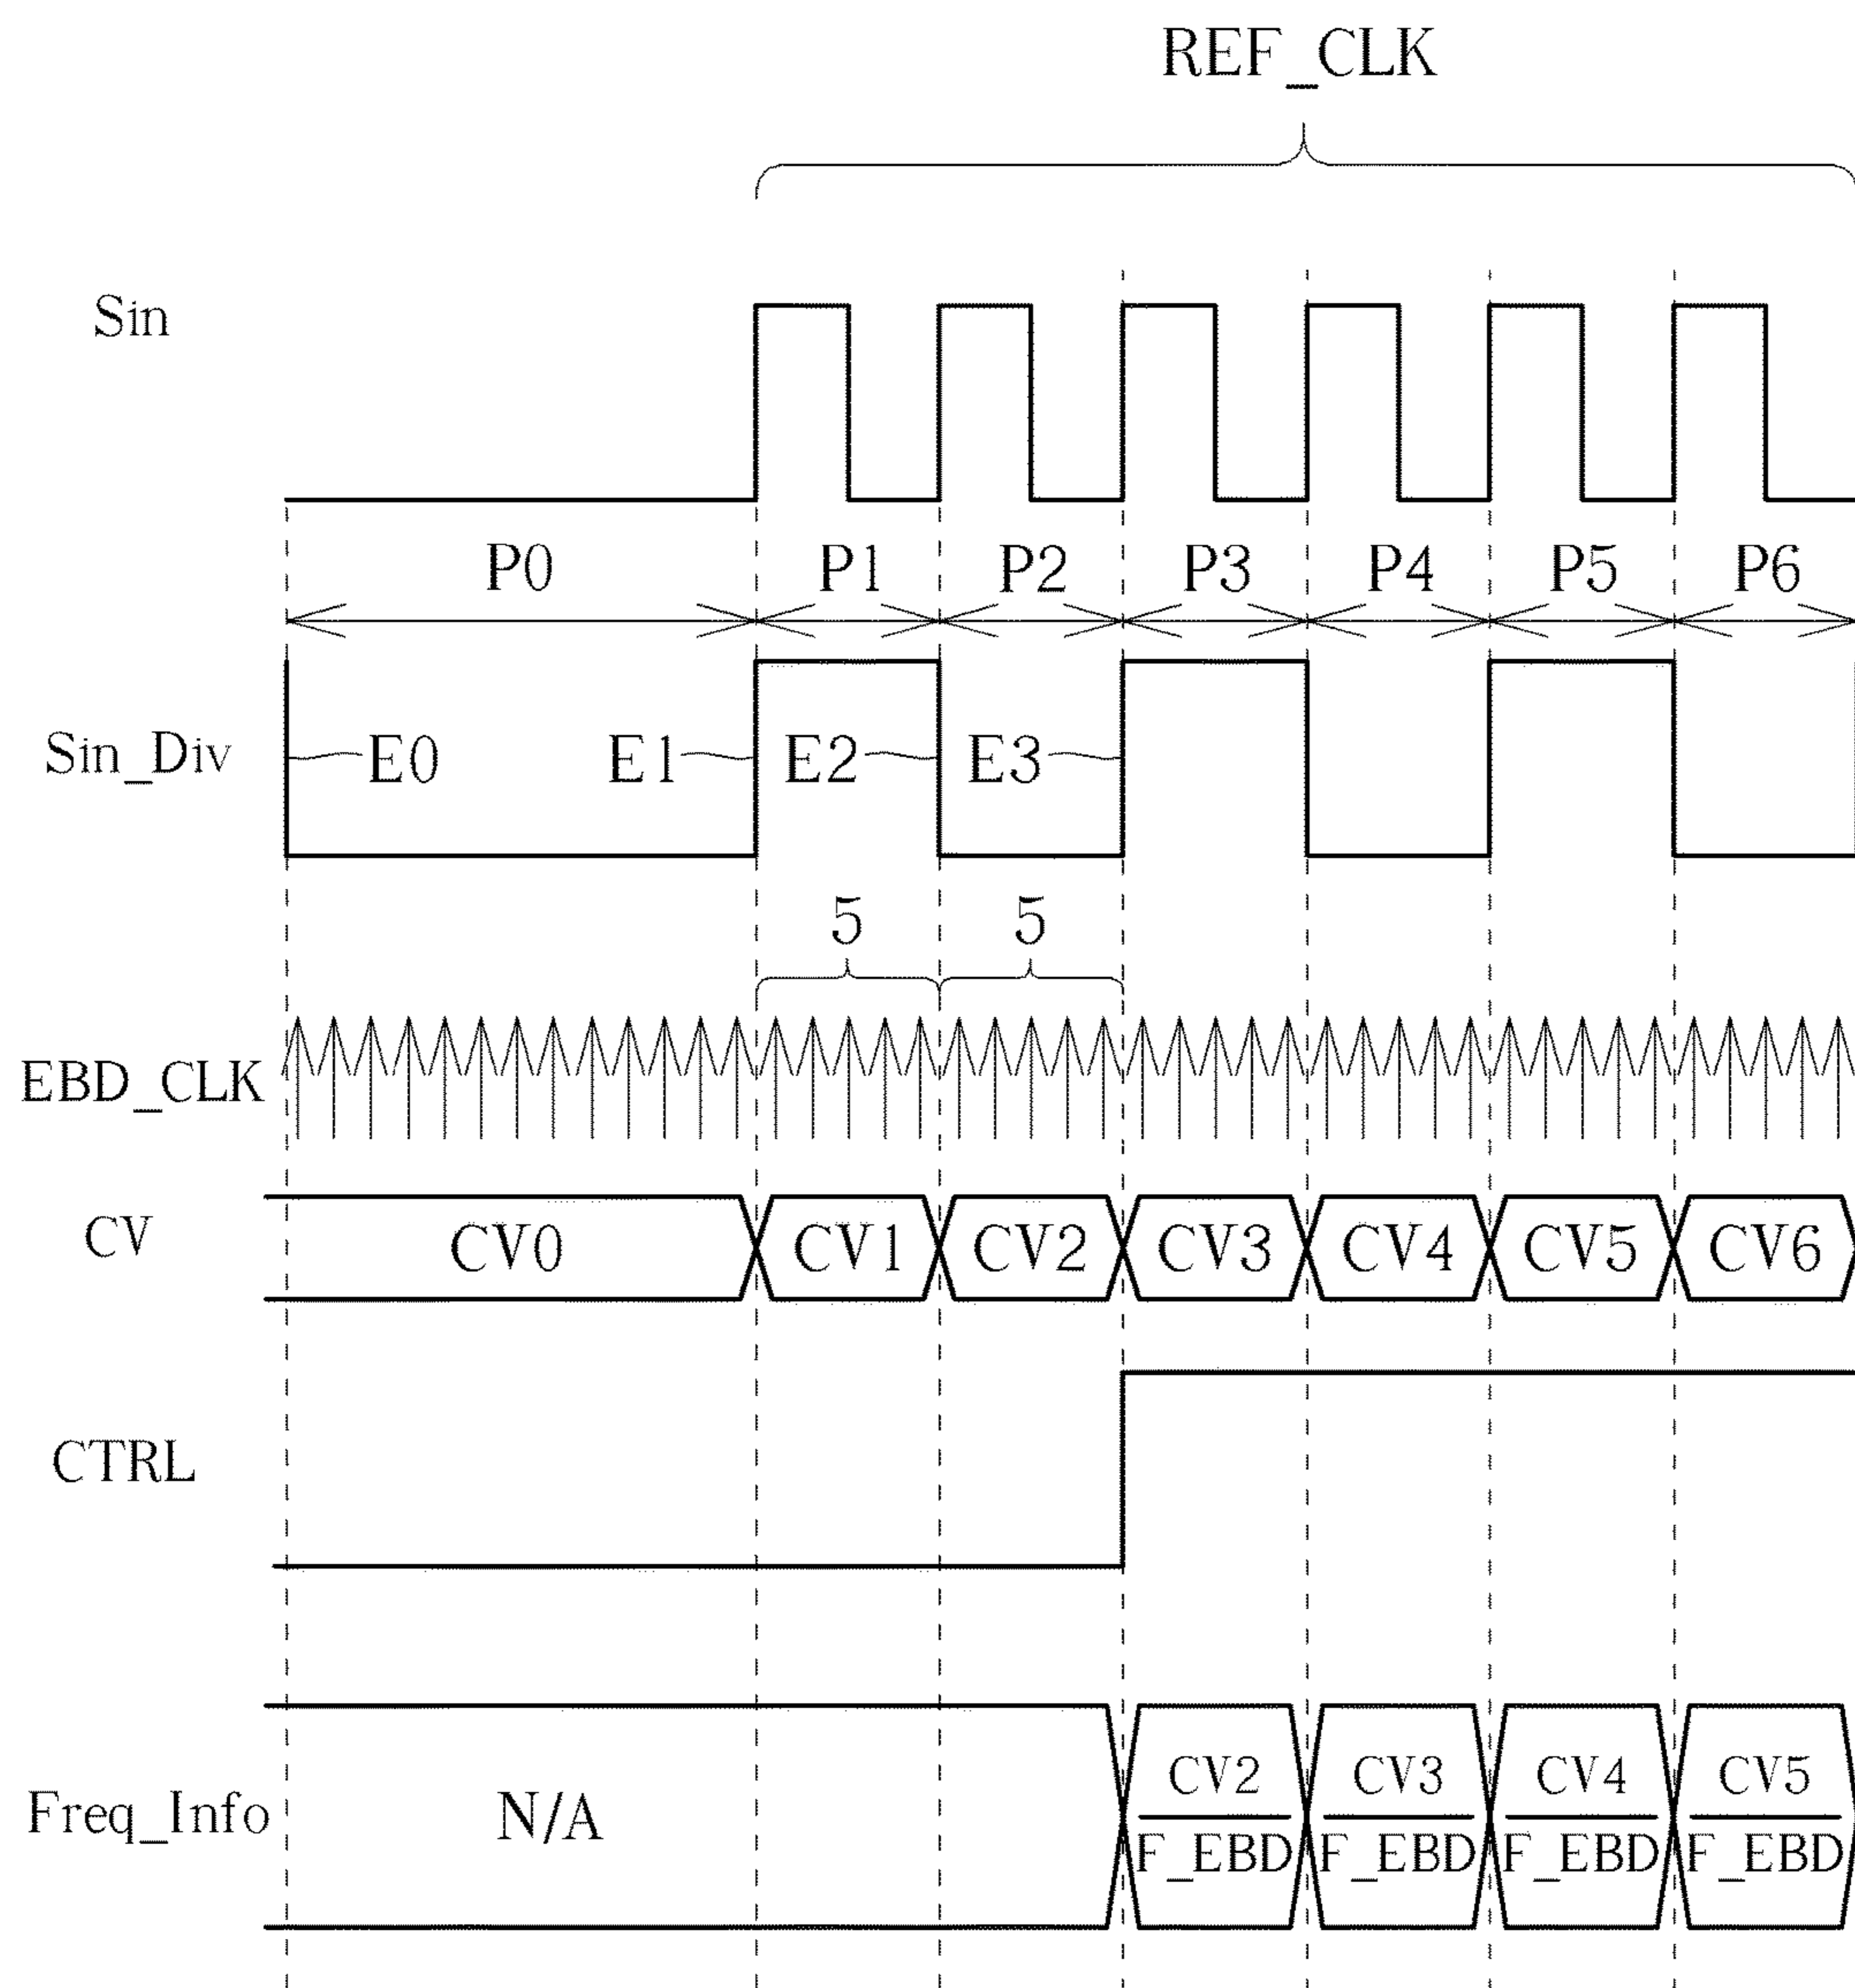 REF_CLK
Sin
P0 P1 P2 P3 P4 P5 P6
Sin_Div E0 E1 E2 E3
5 5
EBD_CLK
CV CV0 CV1 CV2 CV3 CV4 CV5 CV6
CTRL
CV2 CV3 CV4 CV5
Freq_Info N/A
F_EBD F_EBD F_EBD F_EBD